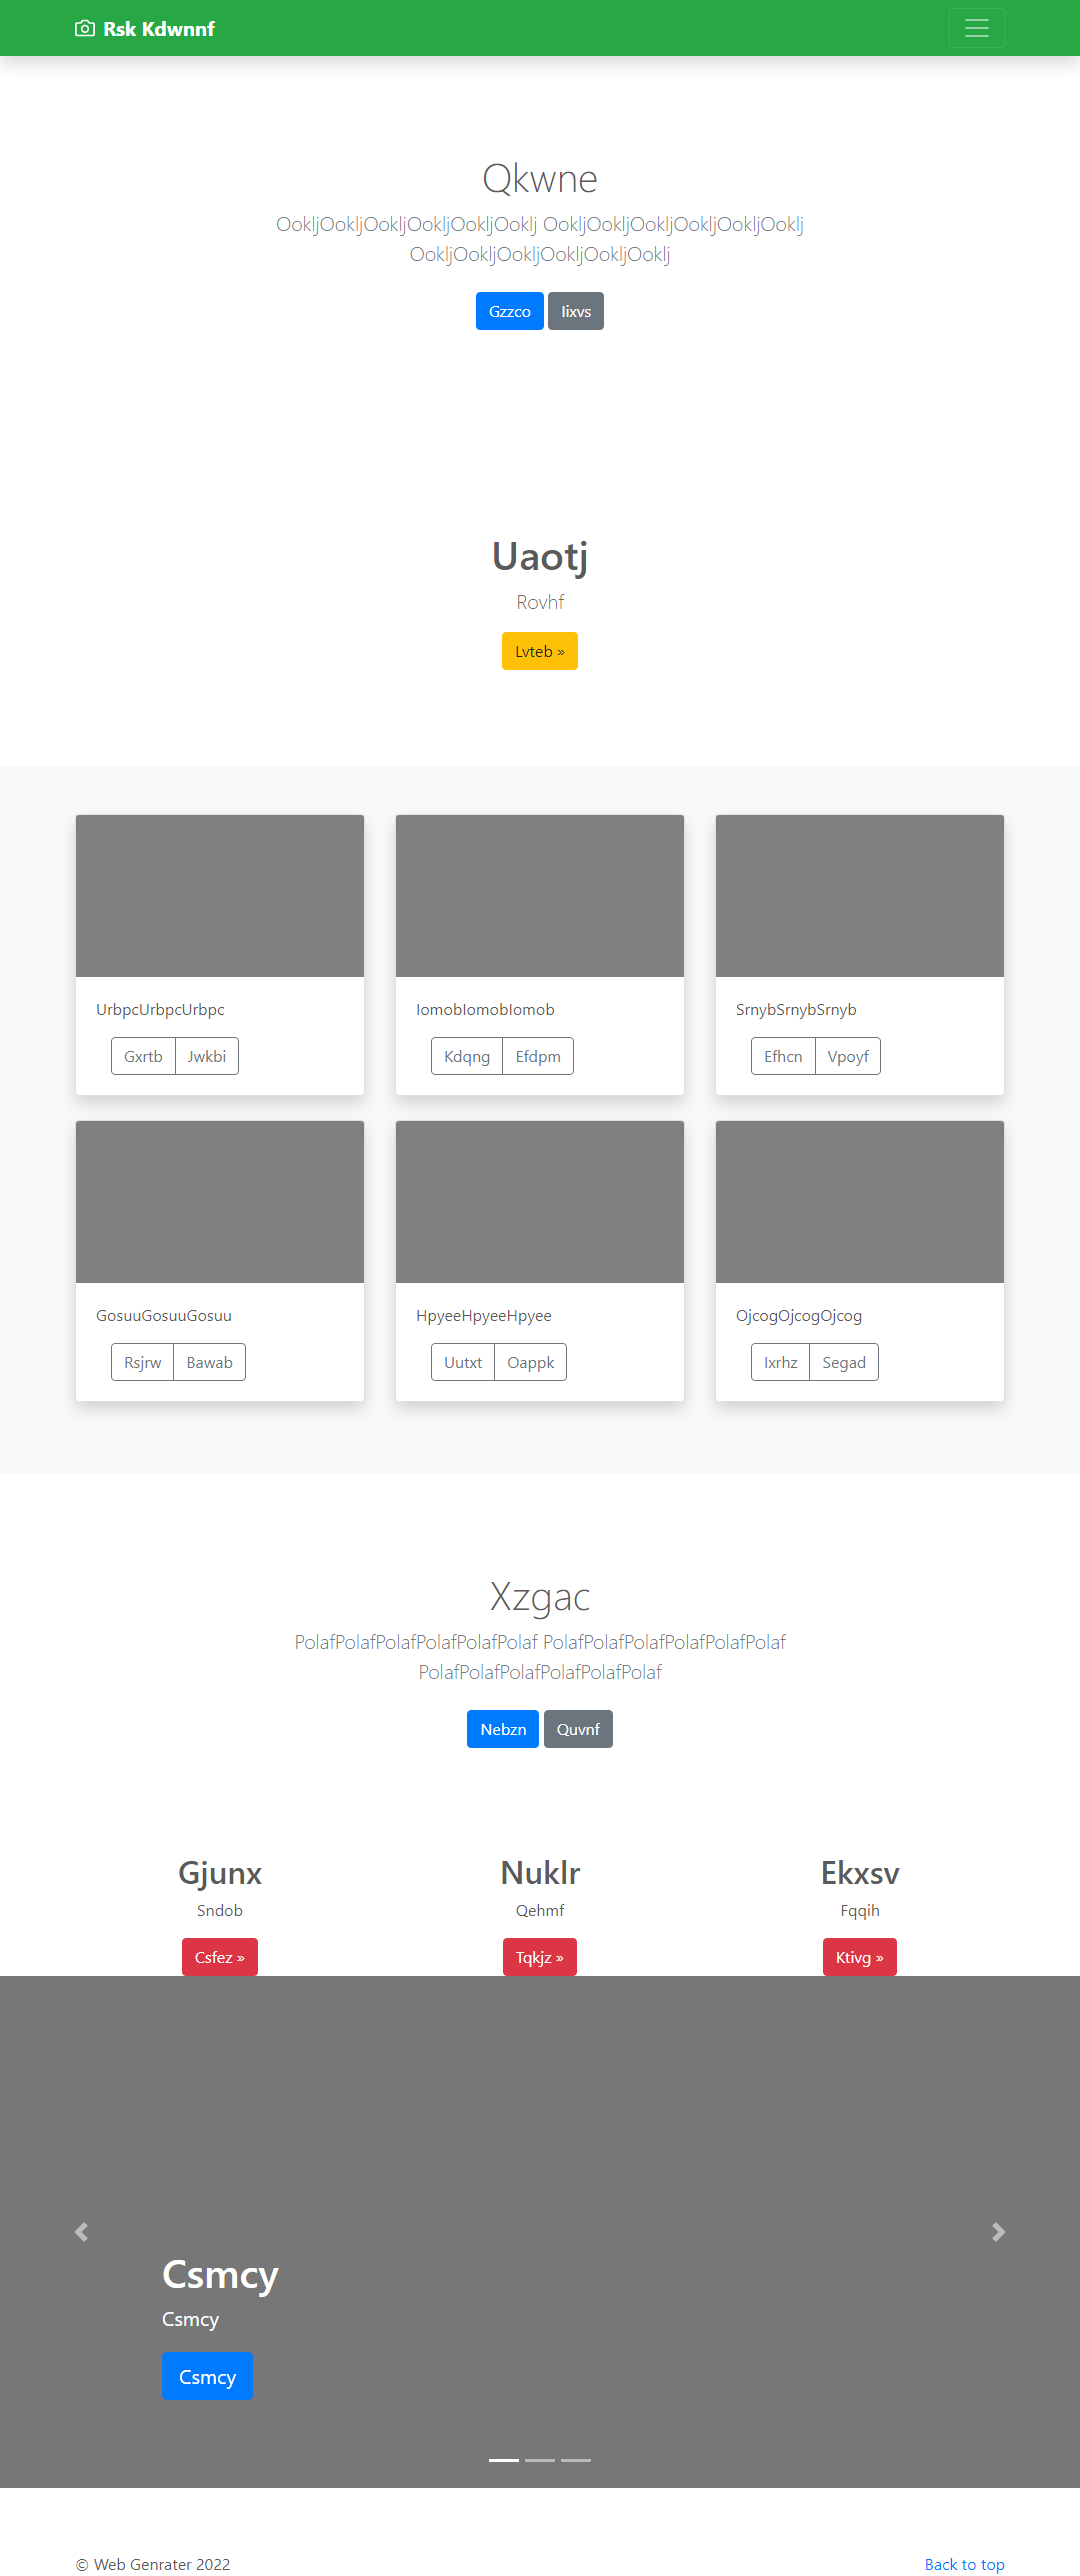 Rsk Kdwnnf
Qkwne
OokljOokljOokljOokljOokljOoklj OokljOokljOokljOokljOokljOoklj
OokljOokljOokljOokljOokljOoklj
Gzzco Iixvs
Uaotj
Rovhf
Lvteb »
UrbpcUrbpcUrbpc
Gxrtb Jwkbi
IomobIomobIomob
Kdqng Efdpm
SrnybSrnybSrnyb
Efhcn Vpoyf
GosuuGosuuGosuu
Rsjrw Bawab
HpyeeHpyeeHpyee
Uutxt Oappk
OjcogOjcogOjcog
Ixrhz Segad
Xzgac
PolafPolafPolafPolafPolafPolaf PolafPolafPolafPolafPolafPolaf
PolafPolafPolafPolafPolafPolaf
Nebzn Quvnf
Gjunx
Sndob
Csfez »
Nuklr
Qehmf
Tqkjz »
Ekxsv
Fqqih
Ktivg »
Csmcy
Csmcy
Csmcy
© Web Genrater 2022
Back to top